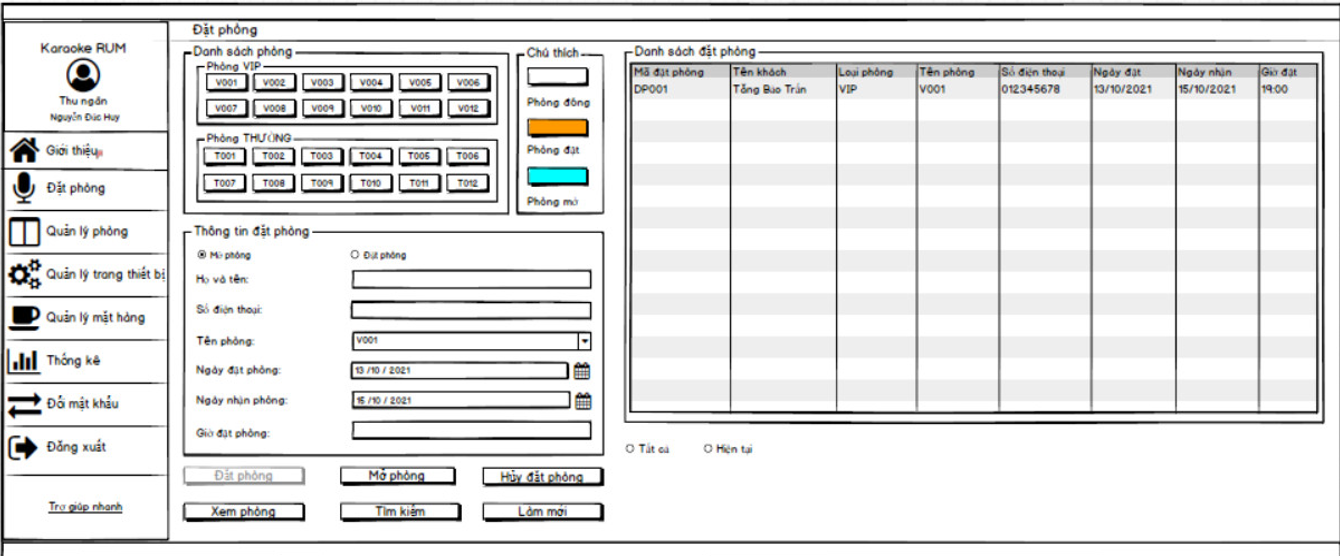 Đặt phòng
Karaoke RUM
Thu ngân
Nguyễn Đức Huy
Giới thiệu
Đặt phòng
Quản lý phòng
Quản lý trang thiết bị
Quản lý mặt hàng
Thống kê
Đổi mật khẩu
Đăng xuất
Trợ giúp nhanh
Danh sách phòng
Phòng VIP
V001 V002 V003 V004 V005 V006
V007 V008 V009 V010 V011 V012
Phòng THƯỜNG
T001 T002 T003 T004 T005 T006
T007 T008 T009 T010 T011 T012
Chú thích
Phòng đóng
Phòng đặt
Phòng mở
Thông tin đặt phòng
Mở phòng Đặt phòng
Họ và tên:
Số điện thoại:
Tên phòng: V001
Ngày đặt phòng: 13 /10 / 2021
Ngày nhận phòng: 15 /10 / 2021
Giờ đặt phòng:
Đặt phòng Mở phòng Hủy đặt phòng
Xem phòng Tìm kiếm Làm mới
Danh sách đặt phòng
Mã đặt phòng Tên khách Loại phòng Tên phòng Số điện thoại Ngày đặt Ngày nhận Giờ đặt
DP001 Tăng Bảo Trấn VIP V001 012345678 13/10/2021 15/10/2021 19:00
Tất cả Hiện tại